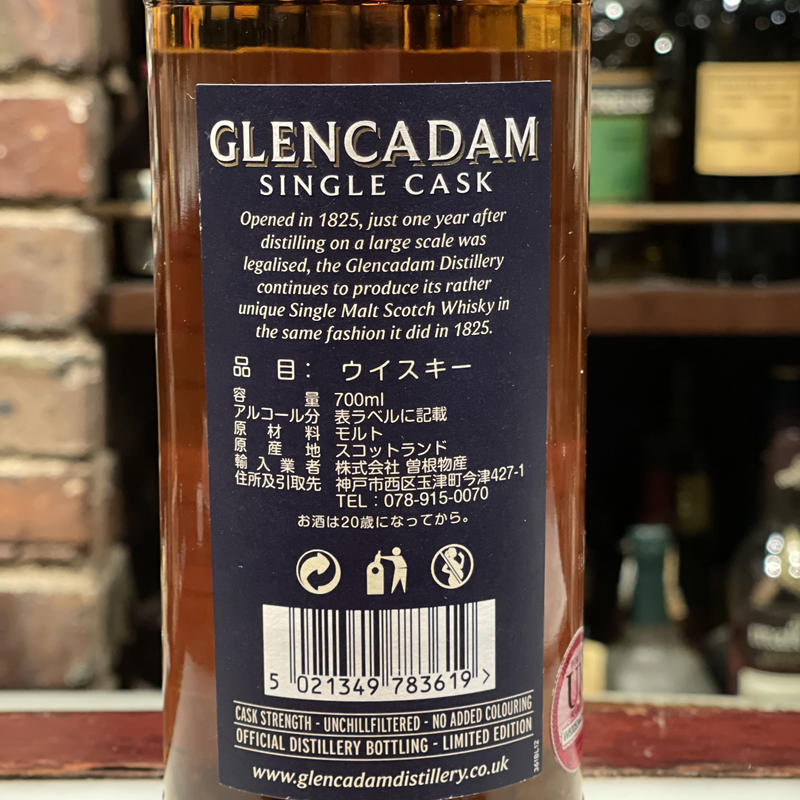 GLENCADAM
SINGLE CASK
Opened in 1825, just one year after
distilling on a large scale was
legalised, the Glencadam Distillery
continues to produce its rather
unique Single Malt Scotch Whisky in
the same fashion it did in 1825.
品 目： ウイスキー
容 量 700ml
アルコール分 表ラベルに記載
原 材 料 モルト
原 産 地 スコットランド
輸 入 業 者 株式会社 曽根物産
住所及引取先 神戸市西区玉津町今津427-1
TEL：078-915-0070
お酒は20歳になってから。
5 021349 783619 >
CASK STRENGTH - UNCHILLFILTERED - NO ADDED COLOURING
OFFICIAL DISTILLERY BOTTLING - LIMITED EDITION
www.glencadamdistillery.co.uk